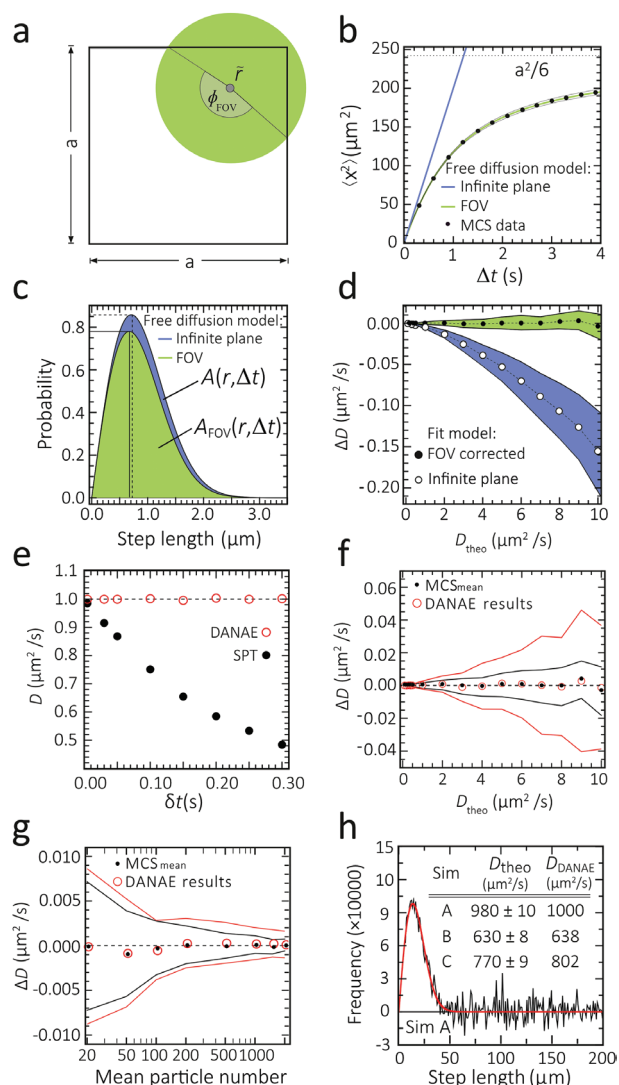 a
r̃
ϕFOV
a
a
b
250
200
150
100
50
0
⟨x²⟩(μm²)
a²/6
Free diffusion model:
Infinite plane
FOV
MCS data
0 1 2 3 4
Δt (s)
c
0.8
0.6
0.4
0.2
0.0
Probability
Free diffusion model:
Infinite plane
FOV
A(r,Δt)
AFOV(r,Δt)
0.0 1.0 2.0 3.0
Step length (μm)
d
0.00
-0.05
-0.10
-0.15
-0.20
ΔD (μm²/s)
Fit model:
FOV corrected
Infinite plane
0 2 4 6 8 10
Dtheo (μm²/s)
e
1.1
1.0
0.9
0.8
0.7
0.6
0.5
D (μm²/s)
DANAE
SPT
0.00 0.10 0.20 0.30
δt(s)
f
0.06
0.04
0.02
0.00
-0.02
-0.04
ΔD (μm²/s)
MCSmean
DANAE results
0 2 4 6 8 10
Dtheo (μm²/s)
g
0.010
0.005
0.000
-0.005
-0.010
ΔD (μm²/s)
MCSmean
DANAE results
20 50 100 200 500 1000
Mean particle number
h
15
12
9
6
3
0
-3
Frequency (×10000)
Sim Dtheo DDANAE
(μm²/s) (μm²/s)
A 980 ± 10 1000
B 630 ± 8 638
C 770 ± 9 802
Sim A
0 50 100 150 200
Step length (μm)